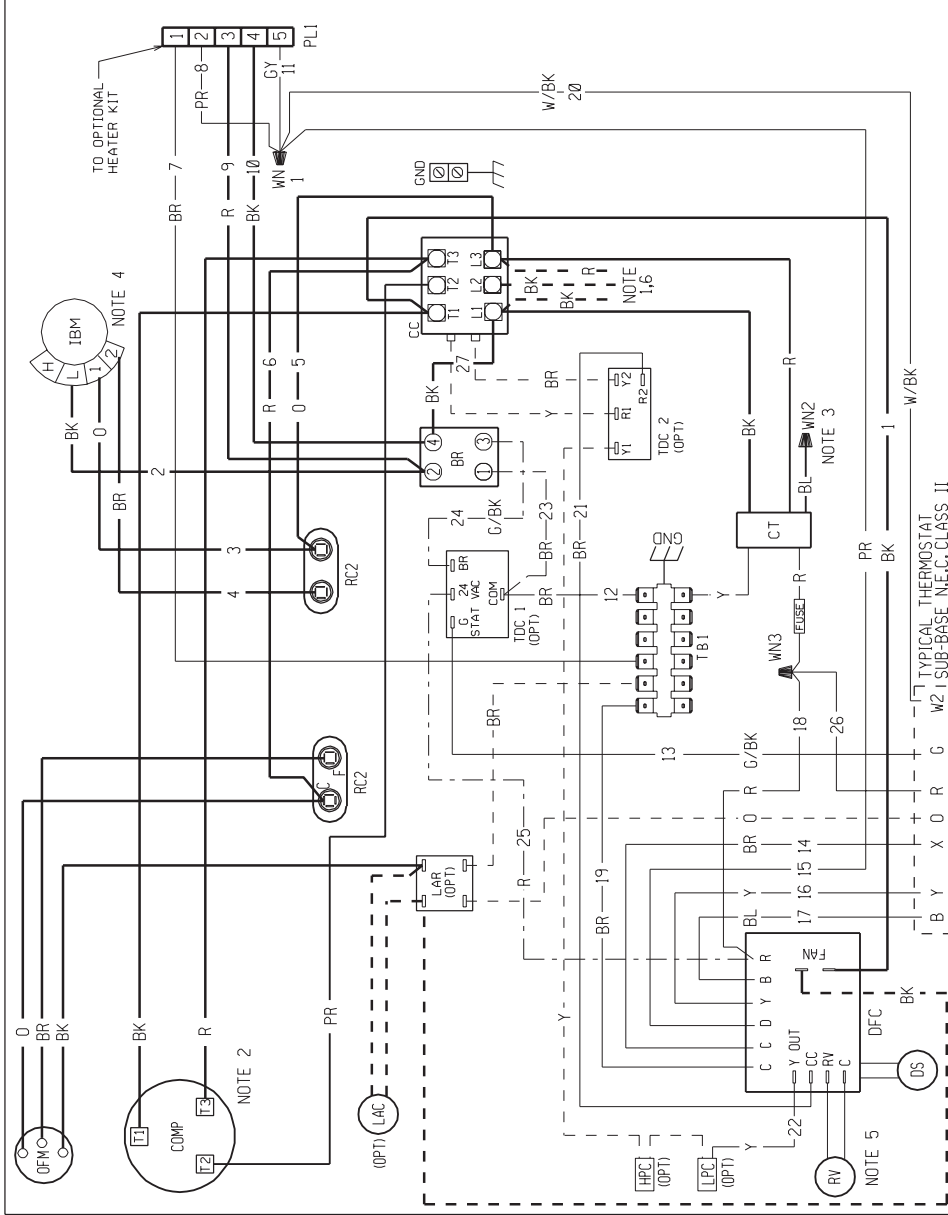 1 2 3 4 5
PL1
TO OPTIONAL
HEATER KIT
BR 7
PR 8
R 9
BK 10
GY
11
WN
1
W/BK
20
GND
IBM
H
L
1
2
NOTE 4
BK
O
BR
2
3
4
R 6
O 5
T1 T2 T3
CC
L1 L2 L3
BK
R
BK
NOTE
1,6
27
BK
4 3
BR
2 1
BR
Y
Y2
R1
R2
Y1
TDC 2
(OPT)
24
G/BK
23
BR
21
BR
BR
24
VAC
G
STAT
COM
TDC 1
(OPT)
BR
12
GND
TB1
Y
CT
BK
R
BL
WN2
NOTE 3
R
FUSE
WN3
18
26
RC2
RC2
C F
BR
13
G/BK
O
BR
BK
OFM
BK
R
PR
T1
COMP
T3
T2
NOTE 2
LAC
(OPT)
LAR
(OPT)
R 25
BR 19
Y
R
O
BR 14
15
Y 16
BL 17
PR
BK
1
W/BK
TYPICAL THERMOSTAT
SUB-BASE N.E.C. CLASS II
B Y X O R G W2
C C D Y B R
Y OUT
CC
RV
C
FAN
DFC
BK
DS
22
Y
HPC
(OPT)
LPC
(OPT)
RV
NOTE 5